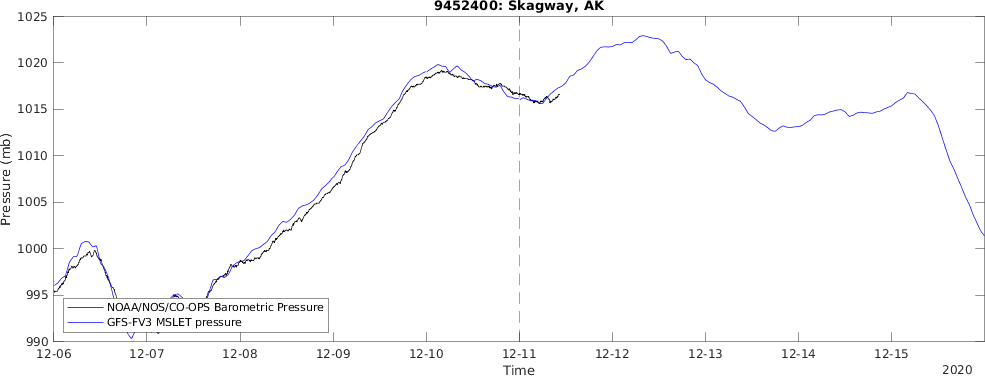 9452400: Skagway, AK
Pressure (mb)
1025
1020
1015
1010
1005
1000
995
990
NOAA/NOS/CO-OPS Barometric Pressure
GFS-FV3 MSLET pressure
12-06 12-07 12-08 12-09 12-10 12-11 12-12 12-13 12-14 12-15
Time
2020